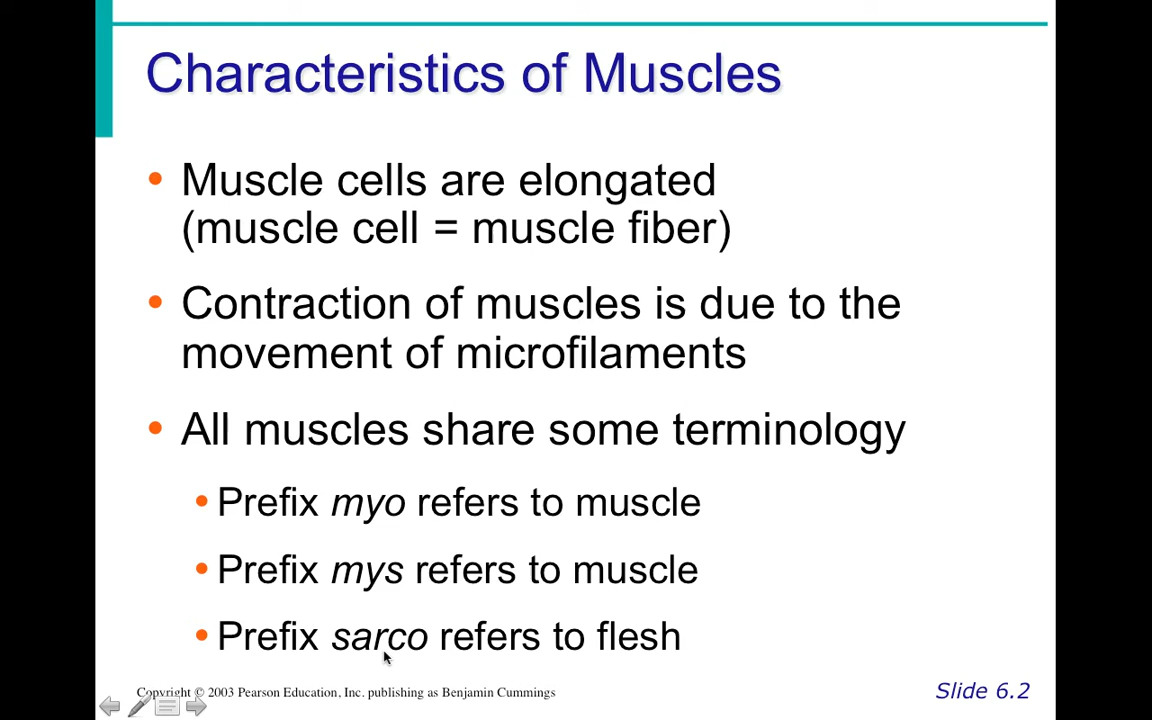 Characteristics of Muscles
• Muscle cells are elongated
(muscle cell = muscle fiber)
• Contraction of muscles is due to the
movement of microfilaments
• All muscles share some terminology
• Prefix myo refers to muscle
• Prefix mys refers to muscle
• Prefix sarco refers to flesh
Copyright © 2003 Pearson Education, Inc. publishing as Benjamin Cummings
Slide 6.2